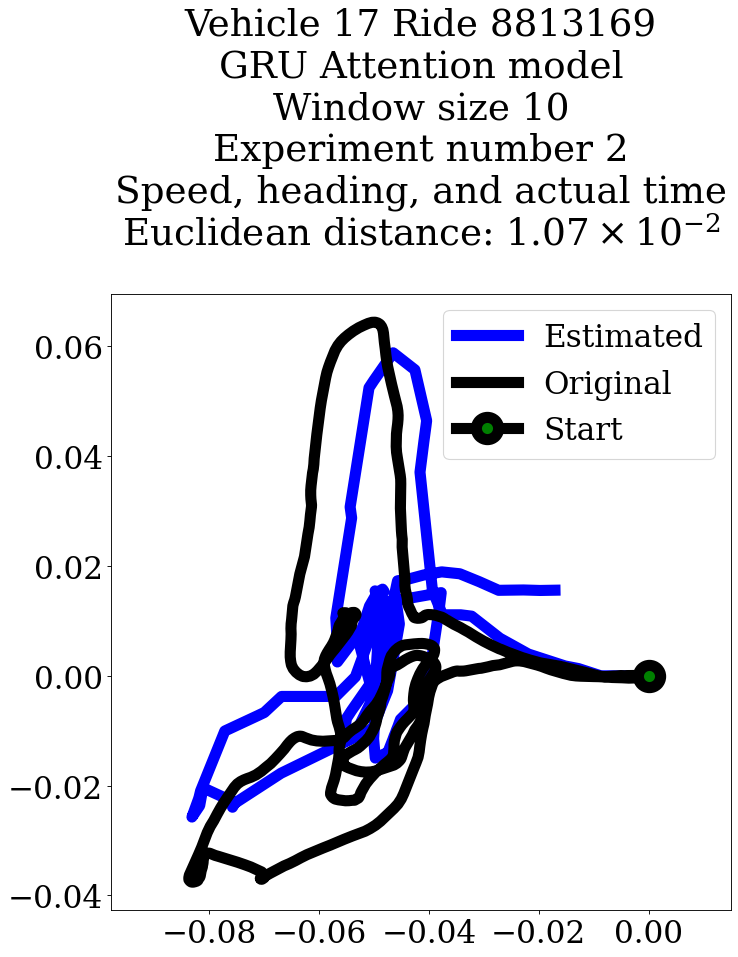 Vehicle 17 Ride 8813169
GRU Attention model
Window size 10
Experiment number 2
Speed, heading, and actual time
Euclidean distance: 1.07 × 10⁻²
Estimated
Original
Start
0.06
0.04
0.02
0.00
−0.02
−0.04
−0.08 −0.06 −0.04 −0.02 0.00